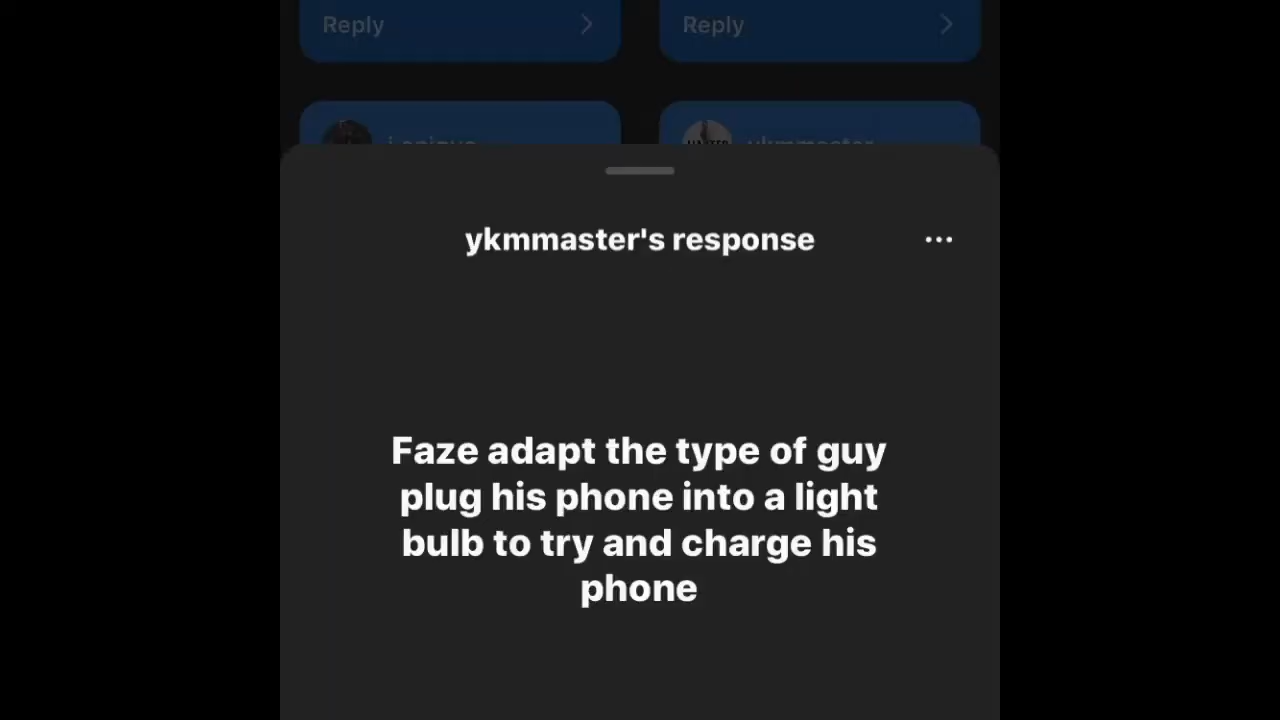 Reply
Reply
ykmmaster
ykmmaster's response
Faze adapt the type of guy
plug his phone into a light
bulb to try and charge his
phone